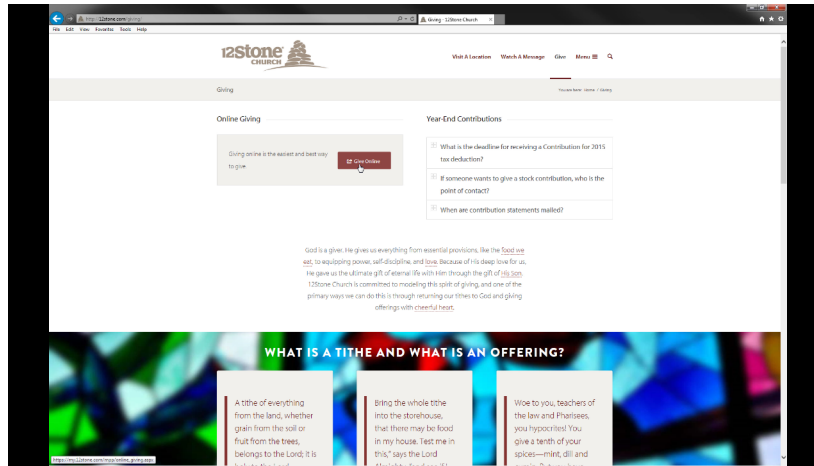 http://12stone.com/giving/
Giving - 12Stone Church
File Edit View Favorites Tools Help
12Stone
CHURCH
Visit A Location Watch A Message Give Menu
Giving
You are here: Home / Giving
Online Giving
Giving online is the easiest and best way
to give.
Give Online
Year-End Contributions
What is the deadline for receiving a Contribution for 2015
tax deduction?
If someone wants to give a stock contribution, who is the
point of contact?
When are contribution statements mailed?
God is a giver. He gives us everything from essential provisions, like the food we
eat, to equipping power, self-discipline, and love. Because of His deep love for us,
He gave us the ultimate gift of eternal life with Him through the gift of His Son.
12Stone Church is committed to modeling this spirit of giving, and one of the
primary ways we can do this is through returning our tithes to God and giving
offerings with cheerful heart.
WHAT IS A TITHE AND WHAT IS AN OFFERING?
A tithe of everything
from the land, whether
grain from the soil or
fruit from the trees,
belongs to the Lord; it is
Bring the whole tithe
into the storehouse,
that there may be food
in my house. Test me in
this," says the Lord
Woe to you, teachers of
the law and Pharisees,
you hypocrites! You
give a tenth of your
spices—mint, dill and
https://my.12stone.com/mpp/online_giving.aspx